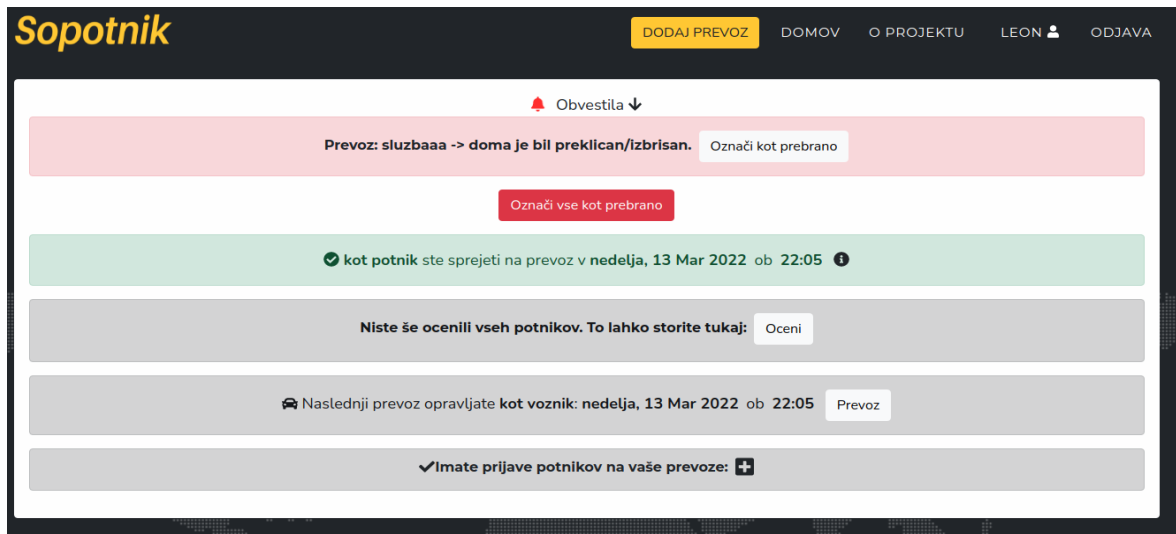 Sopotnik
DODAJ PREVOZ DOMOV O PROJEKTU LEON ODJAVA
Obvestila
Prevoz: sluzbaaa -> doma je bil preklican/izbrisan. Označi kot prebrano
Označi vse kot prebrano
kot potnik ste sprejeti na prevoz v nedelja, 13 Mar 2022 ob 22:05
Niste še ocenili vseh potnikov. To lahko storite tukaj: Oceni
Naslednji prevoz opravljate kot voznik: nedelja, 13 Mar 2022 ob 22:05 Prevoz
Imate prijave potnikov na vaše prevoze: